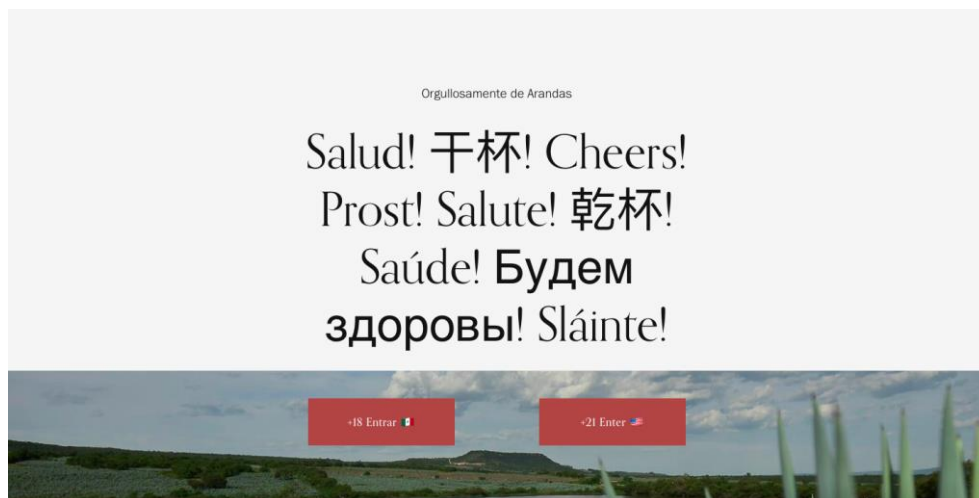 Orgullosamente de Arandas
Salud! 干杯! Cheers!
Prost! Salute! 乾杯!
Saúde! Будем
здоровы! Sláinte!
+18 Entrar 🇲🇽
+21 Enter 🇺🇸